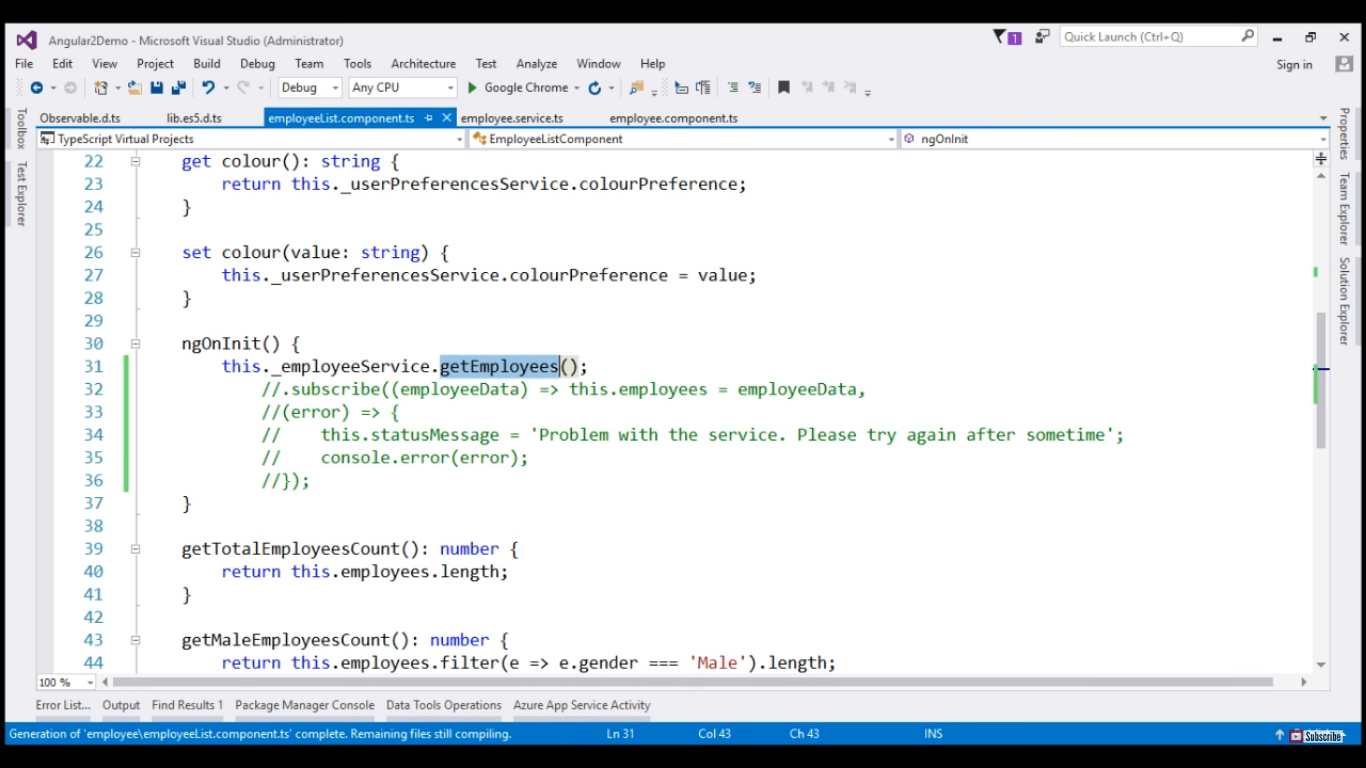 Angular2Demo - Microsoft Visual Studio (Administrator)
1
Quick Launch (Ctrl+Q)
File Edit View Project Build Debug Team Tools Architecture Test Analyze Window Help
Sign in
Debug Any CPU Google Chrome
Observable.d.ts lib.es5.d.ts employeeList.component.ts employee.service.ts employee.component.ts
TypeScript Virtual Projects EmployeeListComponent ngOnInit
Toolbox
Test Explorer
22 get colour(): string {
23 return this._userPreferencesService.colourPreference;
24 }
25
26 set colour(value: string) {
27 this._userPreferencesService.colourPreference = value;
28 }
29
30 ngOnInit() {
31 this._employeeService.getEmployees();
32 //.subscribe((employeeData) => this.employees = employeeData,
33 //(error) => {
34 // this.statusMessage = 'Problem with the service. Please try again after sometime';
35 // console.error(error);
36 //});
37 }
38
39 getTotalEmployeesCount(): number {
40 return this.employees.length;
41 }
42
43 getMaleEmployeesCount(): number {
44 return this.employees.filter(e => e.gender === 'Male').length;
Properties
Team Explorer
Solution Explorer
100 %
Error List... Output Find Results 1 Package Manager Console Data Tools Operations Azure App Service Activity
Generation of 'employee\employeeList.component.ts' complete. Remaining files still compiling. Ln 31 Col 43 Ch 43 INS
Subscribe